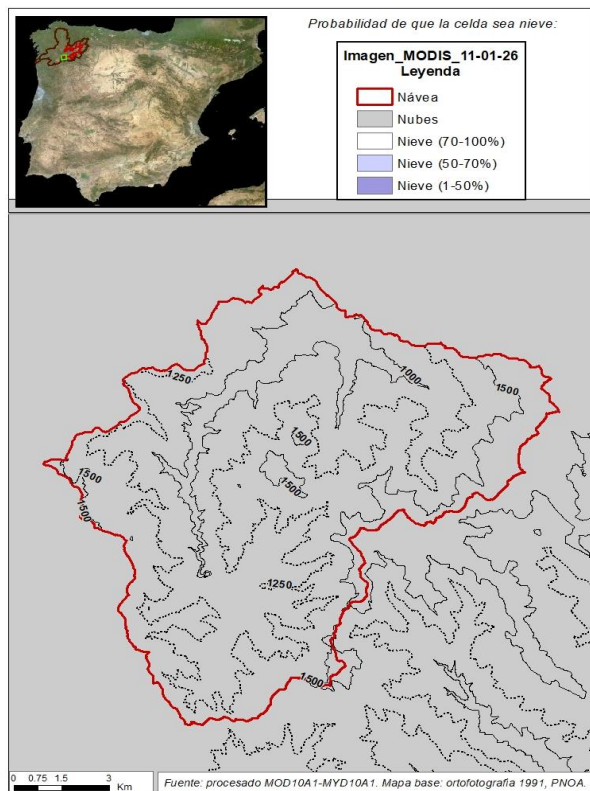 Probabilidad de que la celda sea nieve:
Imagen_MODIS_11-01-26
Leyenda
Návea
Nubes
Nieve (70-100%)
Nieve (50-70%)
Nieve (1-50%)
1250
1000
1500
1500
1500
1500
1500
1250
1500
0 0.75 1.5 3
Km
Fuente: procesado MOD10A1-MYD10A1. Mapa base: ortofotografía 1991, PNOA.